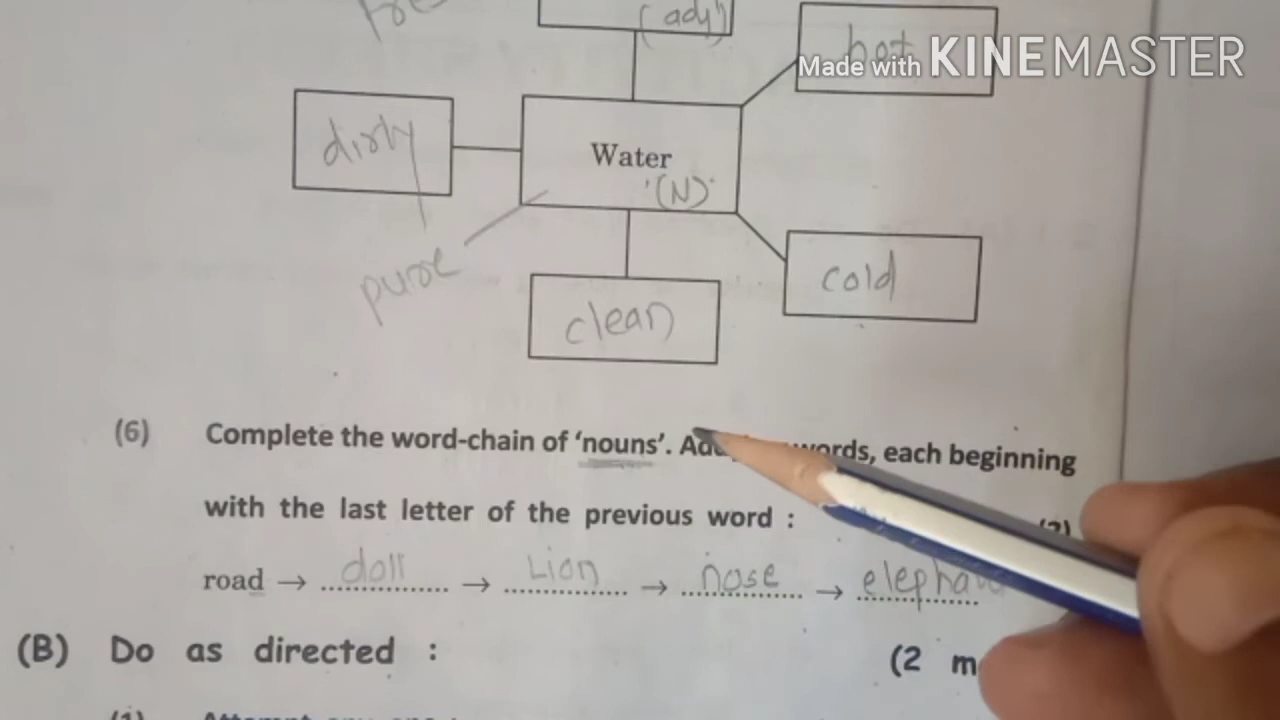 (adj)
hot
Made with KINEMASTER
dirty
Water
(N)
pure
cold
clean
(6) Complete the word-chain of 'nouns'. words, each beginning
with the last letter of the previous word :
road → doll → Lion → nose → elephant
(B) Do as directed :
(2